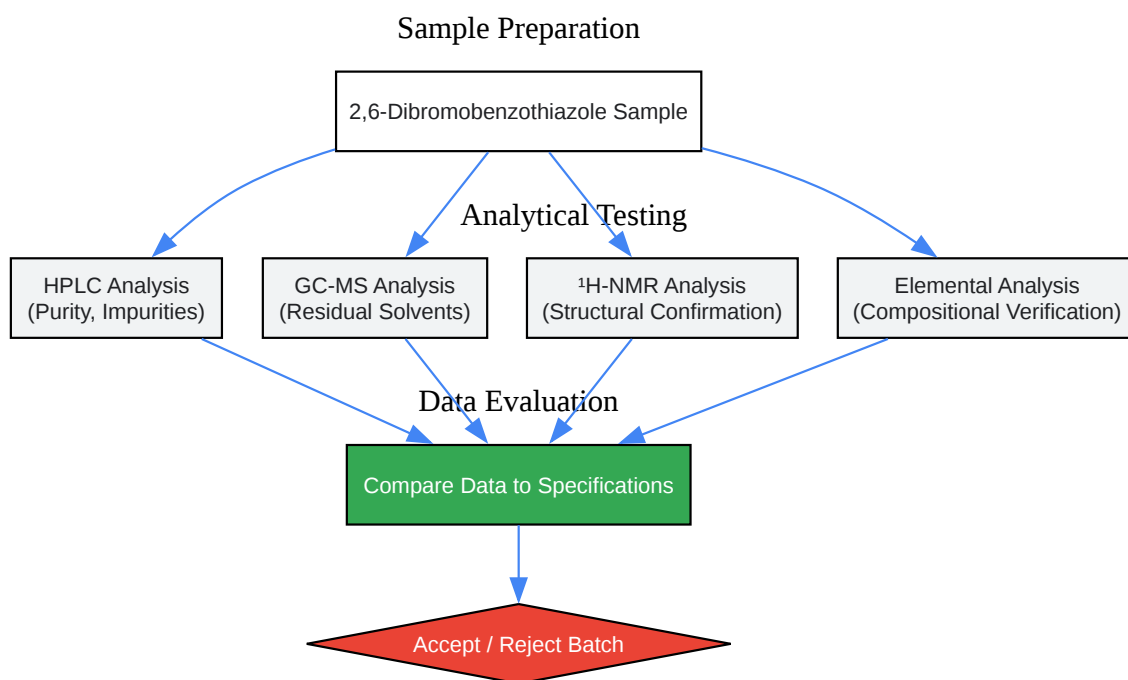 Sample Preparation
2,6-Dibromobenzothiazole Sample
Analytical Testing
HPLC Analysis
(Purity, Impurities)
GC-MS Analysis
(Residual Solvents)
¹H-NMR Analysis
(Structural Confirmation)
Elemental Analysis
(Compositional Verification)
Data Evaluation
Compare Data to Specifications
Accept / Reject Batch